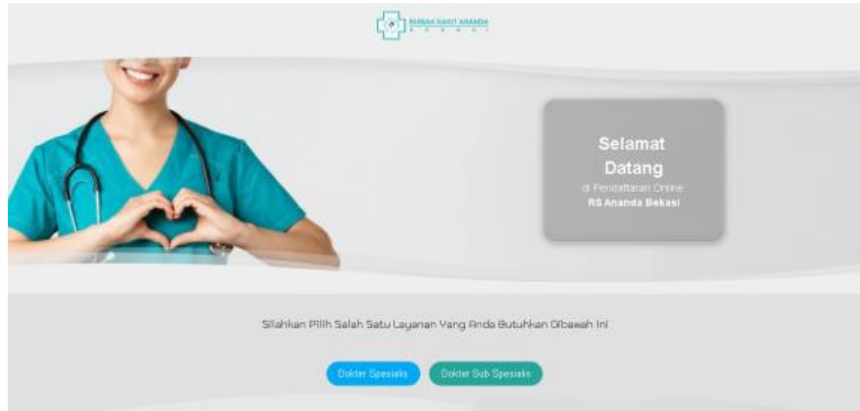 RUMAH SAKIT ANANDA
B E K A S I
Selamat
Datang
di Pendaftaran Online
RS Ananda Bekasi
Silahkan Pilih Salah Satu Layanan Yang Anda Butuhkan Dibawah Ini
Dokter Spesialis
Dokter Sub Spesialis